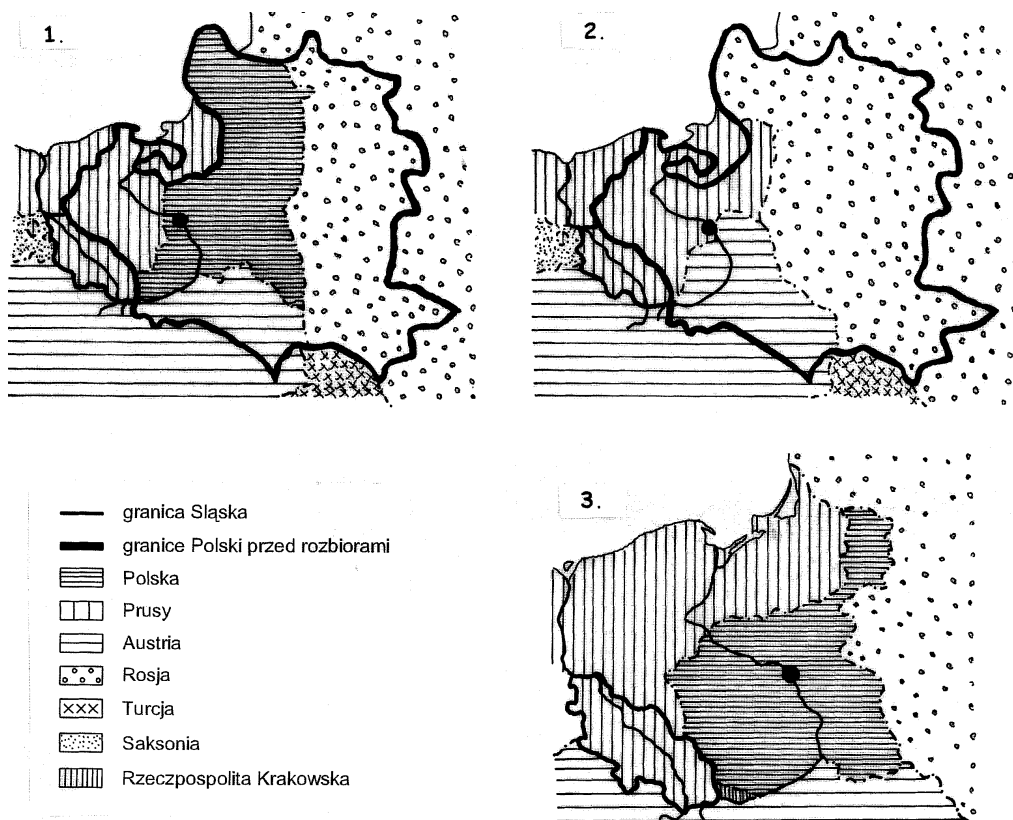 1.
2.
granica Śląska
granice Polski przed rozbiorami
Polska
Prusy
Austria
Rosja
Turcja
Saksonia
Rzeczpospolita Krakowska
3.